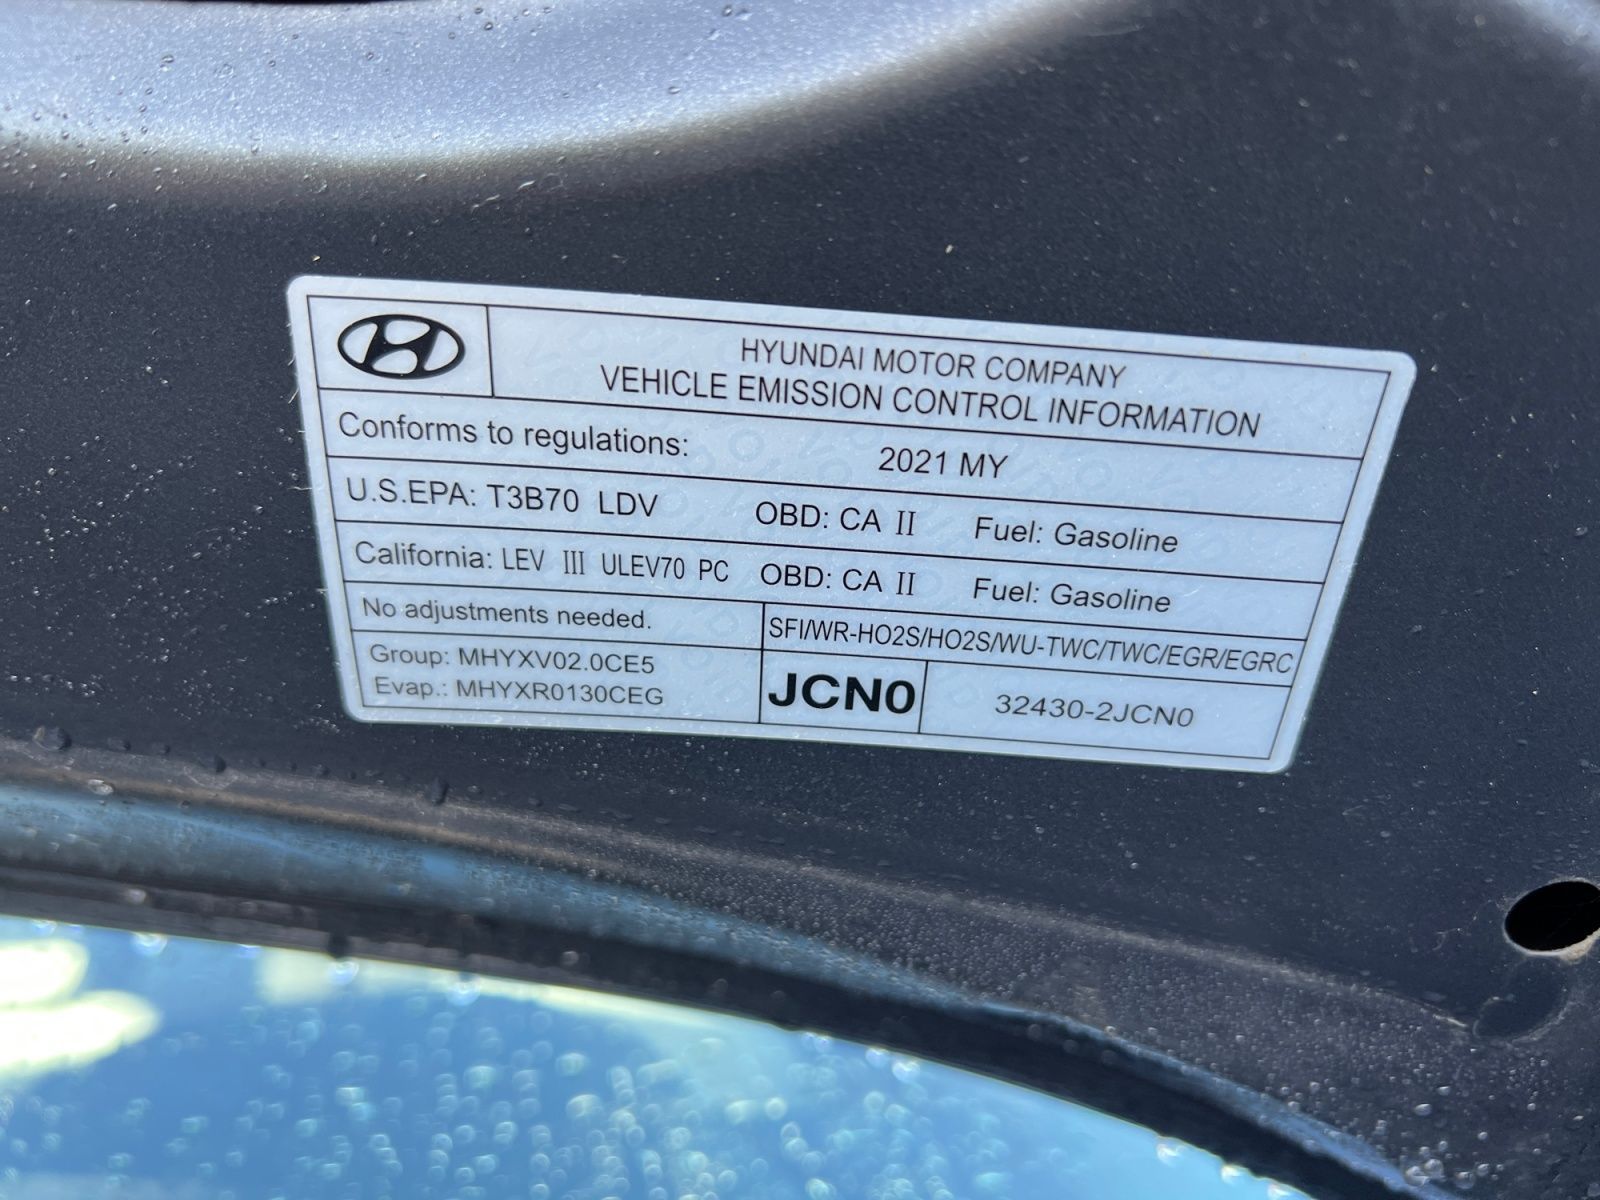 HYUNDAI MOTOR COMPANY
VEHICLE EMISSION CONTROL INFORMATION
Conforms to regulations: 2021 MY
U.S.EPA: T3B70 LDV OBD: CA II Fuel: Gasoline
California: LEV III ULEV70 PC OBD: CA II Fuel: Gasoline
No adjustments needed. SFI/WR-HO2S/HO2S/WU-TWC/TWC/EGR/EGRC
Group: MHYXV02.0CE5
Evap.: MHYXR0130CEG
JCN0 32430-2JCN0